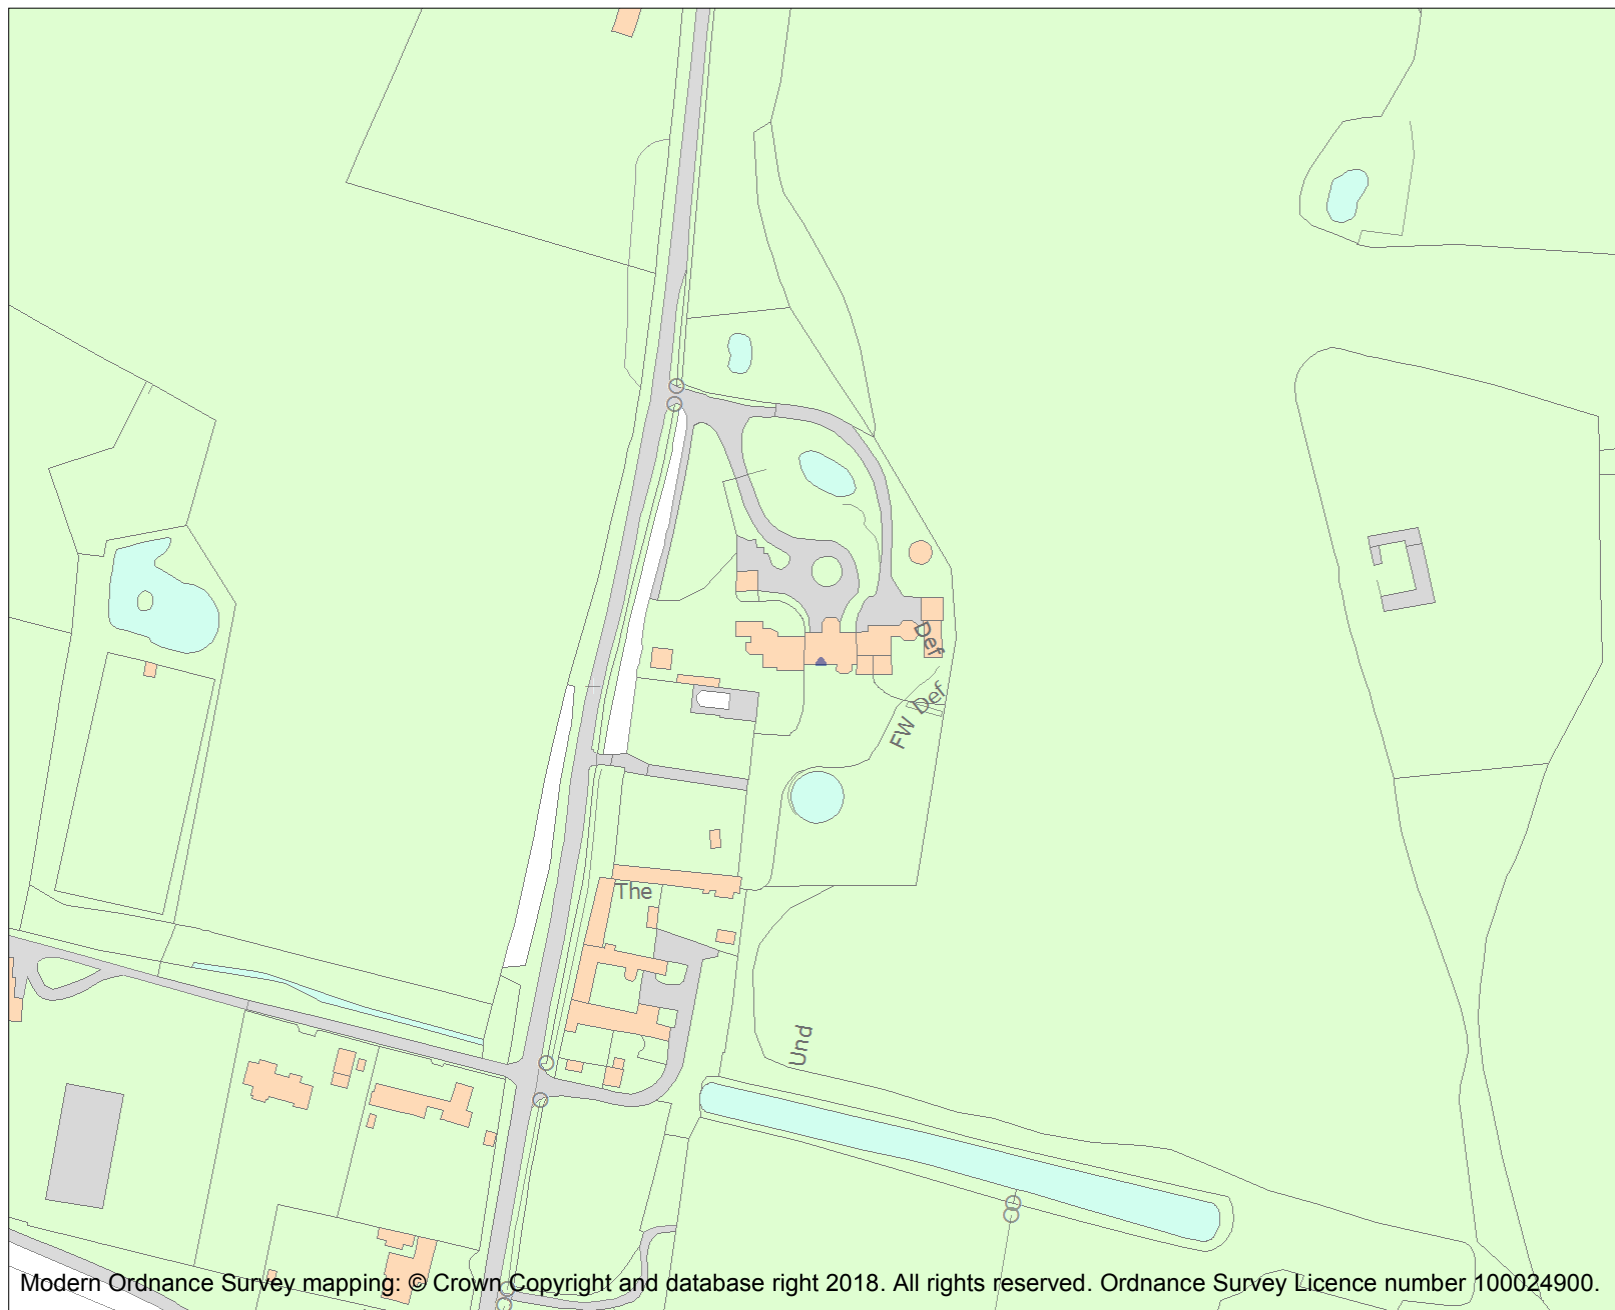 Def
FW Def
The
Und
Modern Ordnance Survey mapping: © Crown Copyright and database right 2018. All rights reserved. Ordnance Survey Licence number 100024900.